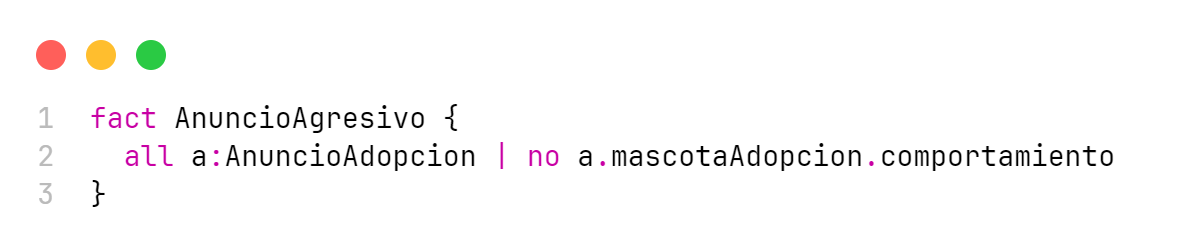 1 fact AnuncioAgresivo {
2   all a:AnuncioAdopcion | no a.mascotaAdopcion.comportamiento
3 }